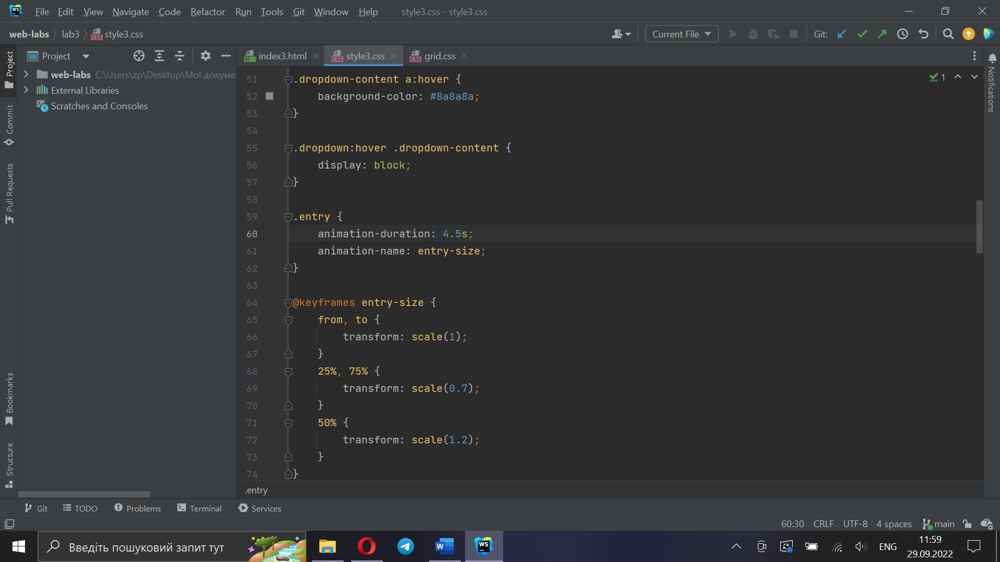 WS File Edit View Navigate Code Refactor Run Tools Git Window Help style3.css - style3.css
web-labs lab3 CSS style3.css Current File Git:
Project
Commit
Pull Requests
Bookmarks
Structure
Project
web-labs C:\Users\zp\Desktop\Мої докуме
External Libraries
Scratches and Consoles
H index3.html CSS style3.css CSS grid.css
1
Notifications
51 .dropdown-content a:hover {
52 background-color: #8a8a8a;
53 }
54
55 .dropdown:hover .dropdown-content {
56 display: block;
57 }
58
59 .entry {
60 animation-duration: 4.5s;
61 animation-name: entry-size;
62 }
63
64 @keyframes entry-size {
65 from, to {
66 transform: scale(1);
67 }
68 25%, 75% {
69 transform: scale(0.7);
70 }
71 50% {
72 transform: scale(1.2);
73 }
74 }
.entry
Git TODO Problems Terminal Services
60:30 CRLF UTF-8 4 spaces main
Введіть пошуковий запит тут W WS ENG 11:59
29.09.2022